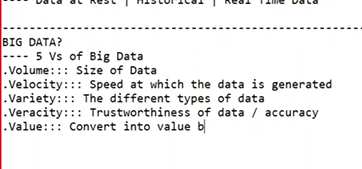 ---- Data at Rest | Historical | Real Time Data
--------------------------------------------------
BIG DATA?
---- 5 Vs of Big Data
.Volume::: Size of Data
.Velocity::: Speed at which the data is generated
.Variety::: The different types of data
.Veracity::: Trustworthiness of data / accuracy
.Value::: Convert into value b